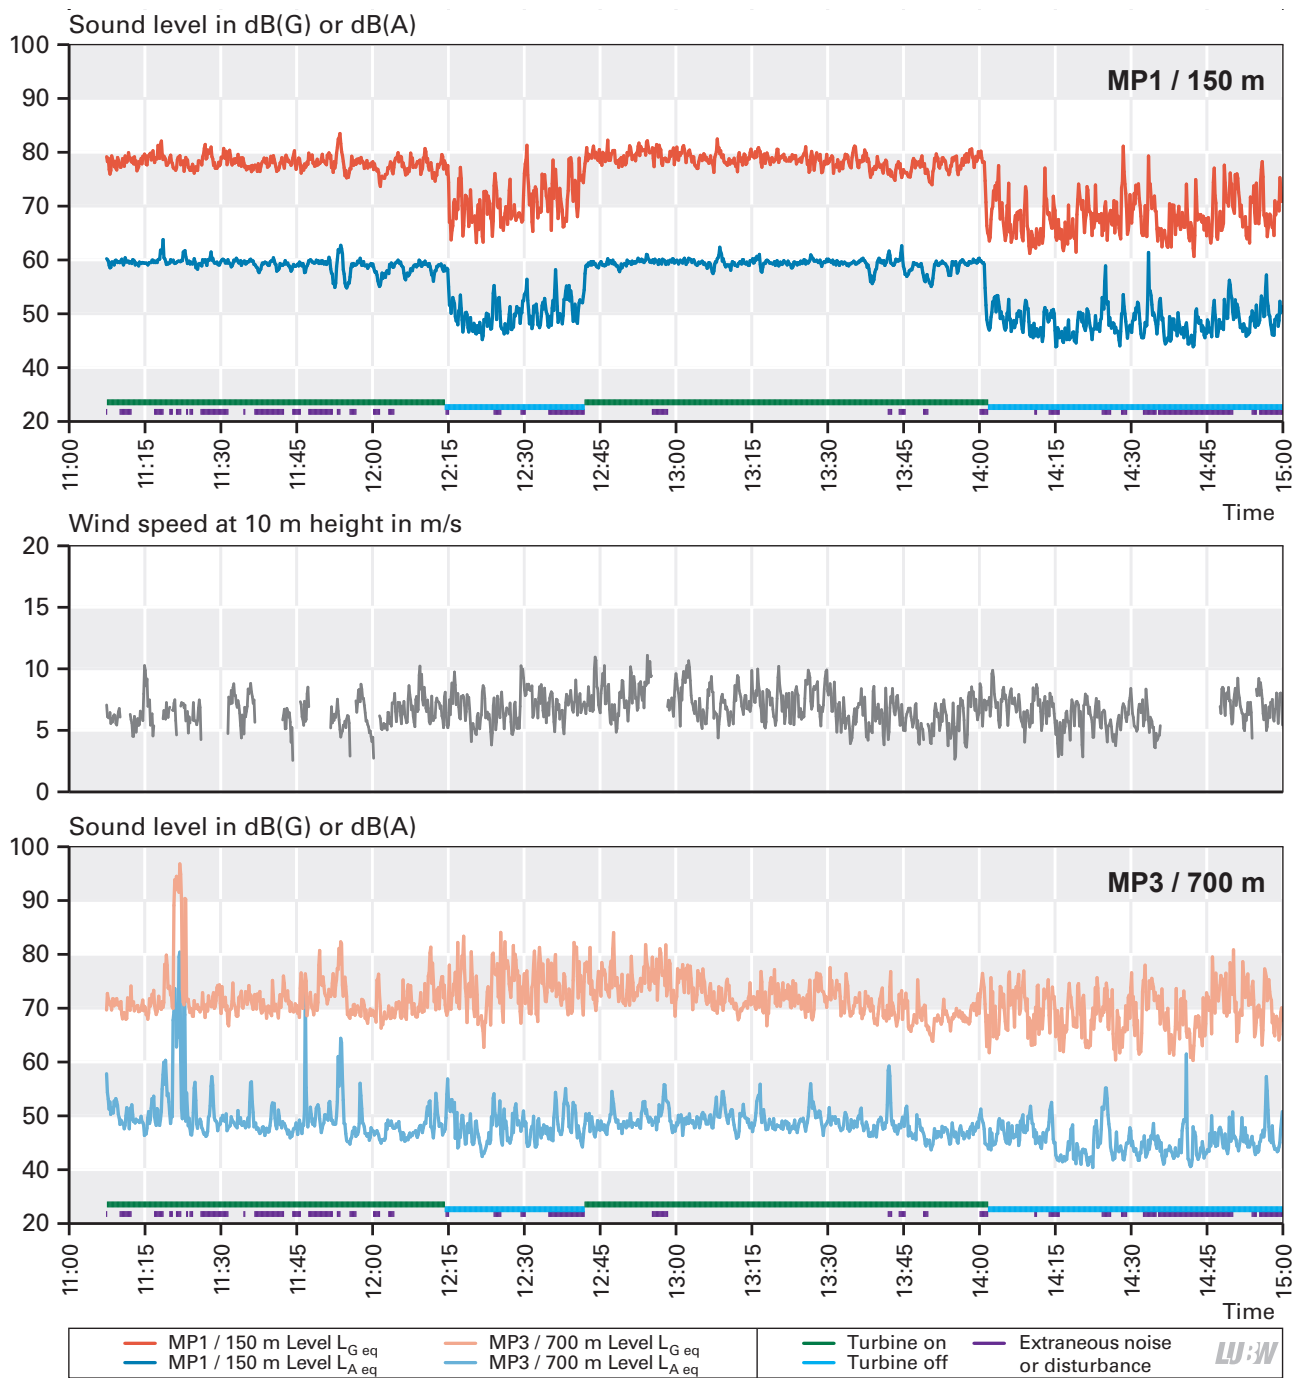 Sound level in dB(G) or dB(A)
100
MP1 / 150 m
90
80
70
60
50
40
20
11:00 11:15 11:30 11:45 12:00 12:15 12:30 12:45 13:00 13:15 13:30 13:45 14:00 14:15 14:30 14:45 15:00
Time
Wind speed at 10 m height in m/s
20
15
10
5
0
Sound level in dB(G) or dB(A)
100
MP3 / 700 m
90
80
70
60
50
40
20
11:00 11:15 11:30 11:45 12:00 12:15 12:30 12:45 13:00 13:15 13:30 13:45 14:00 14:15 14:30 14:45 15:00
Time
MP1 / 150 m Level LG eq MP3 / 700 m Level LG eq Turbine on Extraneous noise
MP1 / 150 m Level LA eq MP3 / 700 m Level LA eq Turbine off or disturbance
LUBW